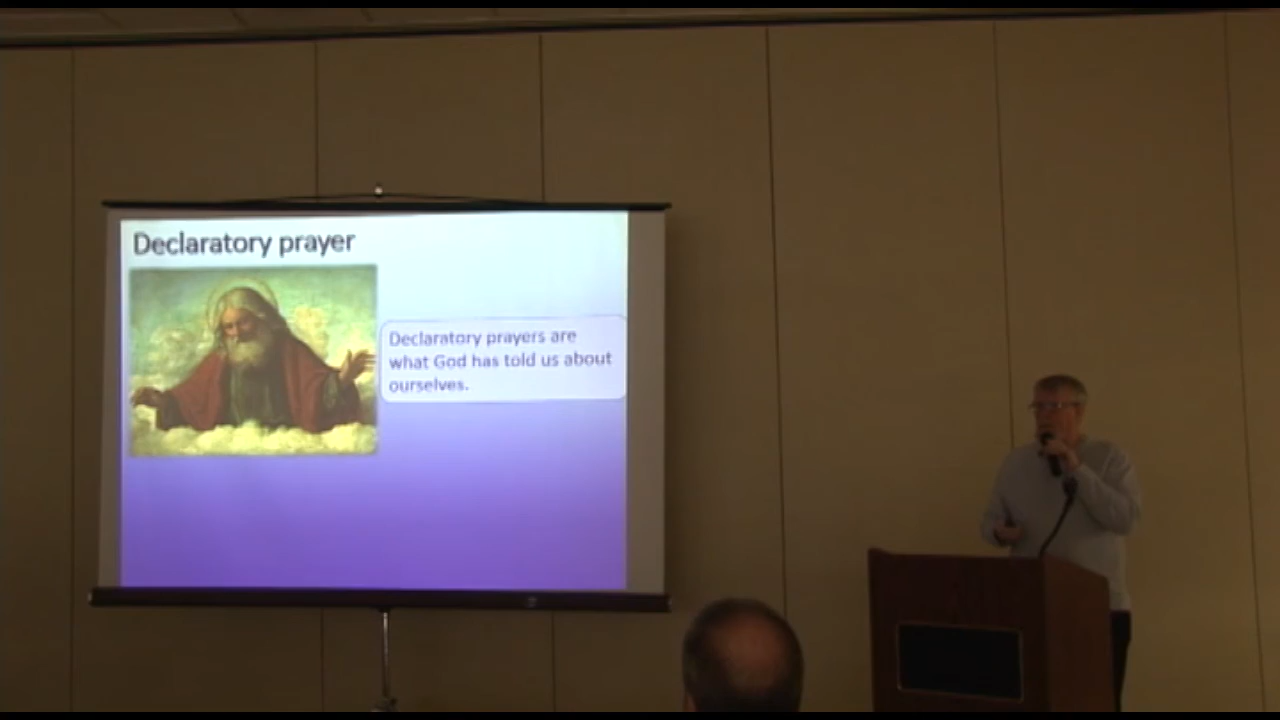 Declaratory prayer
Declaratory prayers are
what God has told us about
ourselves.